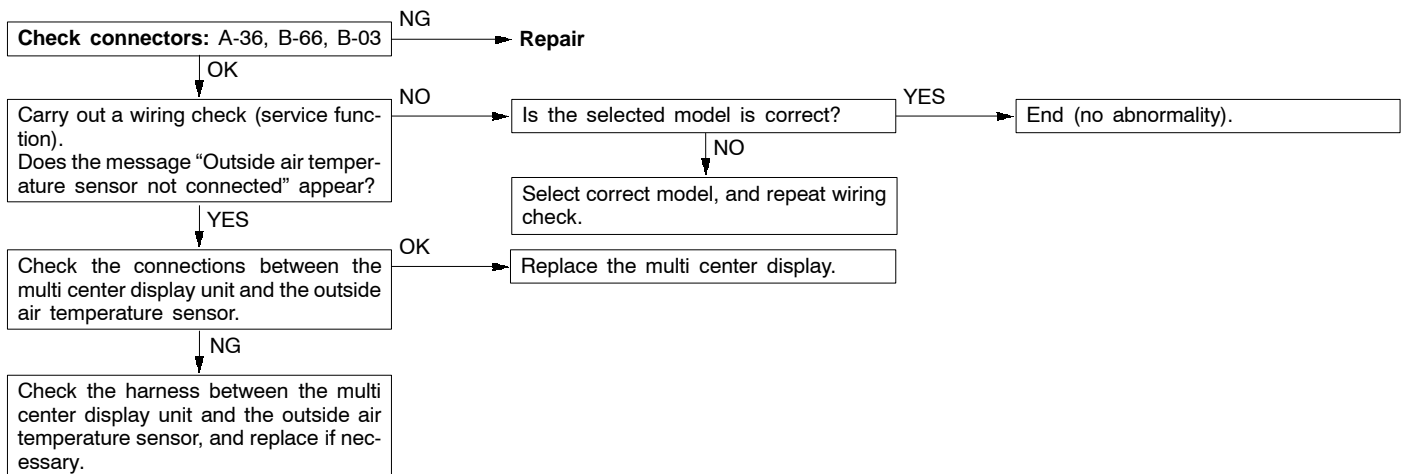 Check connectors: A-36, B-66, B-03
NG
Repair
OK
Carry out a wiring check (service func-
tion).
Does the message “Outside air temper-
ature sensor not connected” appear?
NO
Is the selected model is correct?
YES
End (no abnormality).
NO
Select correct model, and repeat wiring
check.
YES
Check the connections between the
multi center display unit and the outside
air temperature sensor.
OK
Replace the multi center display.
NG
Check the harness between the multi
center display unit and the outside air
temperature sensor, and replace if nec-
essary.